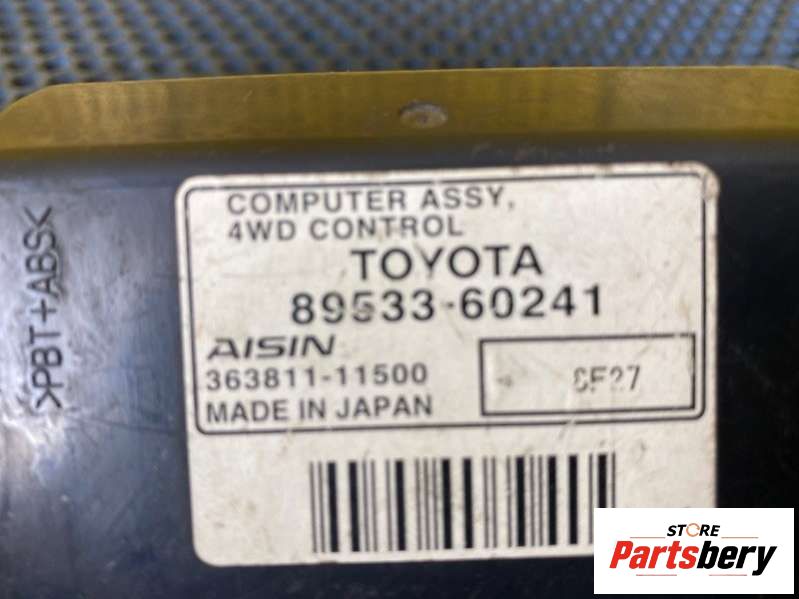 COMPUTER ASSY,
4WD CONTROL
TOYOTA
89533-60241
AISIN
363811-11500
MADE IN JAPAN
>PBT+ABS<
STORE
Partsbery